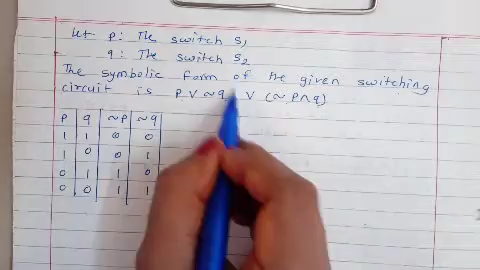 Let p: The switch S₁
q: The switch S₂
The symbolic form of the given switching
circuit is p ∨ ~q ∨ (~p ∧ q)
p q ~p ~q
1 1 0 0
1 0 0 1
0 1 1 0
0 0 1 1